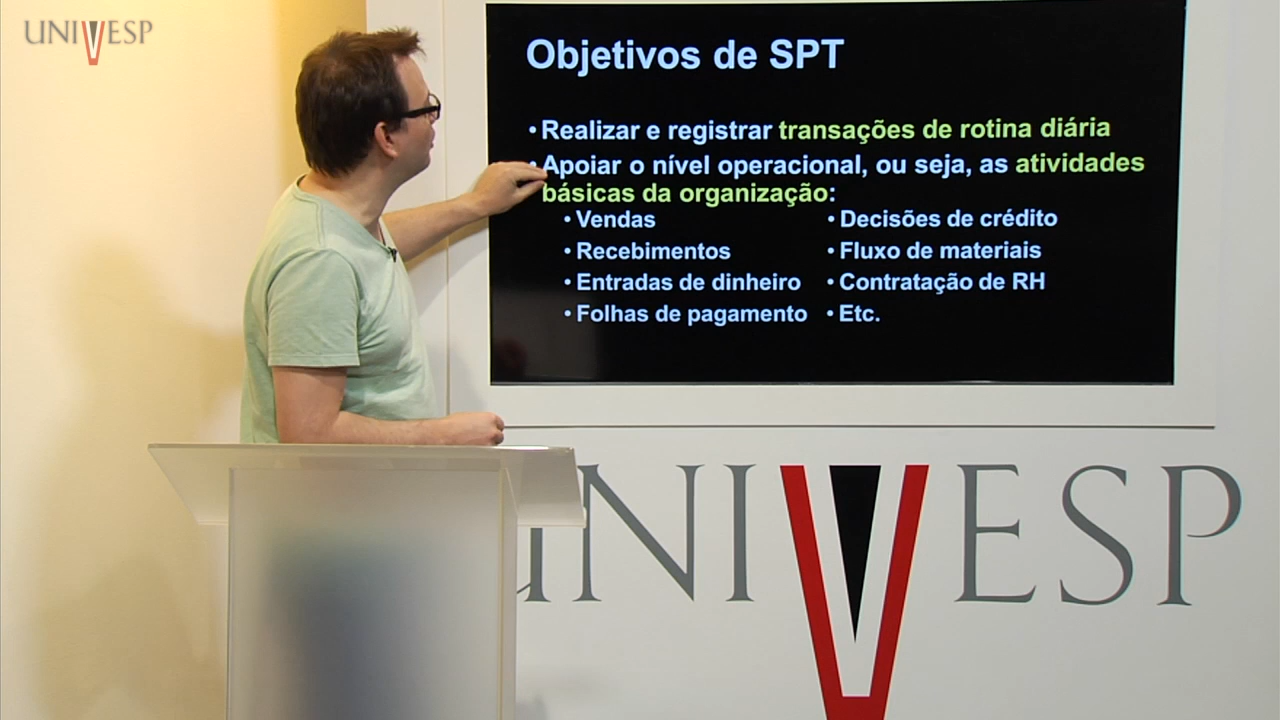 UNIVESP
Objetivos de SPT
• Realizar e registrar transações de rotina diária
• Apoiar o nível operacional, ou seja, as atividades
básicas da organização:
• Vendas
• Recebimentos
• Entradas de dinheiro
• Folhas de pagamento
• Decisões de crédito
• Fluxo de materiais
• Contratação de RH
• Etc.
UNIVESP